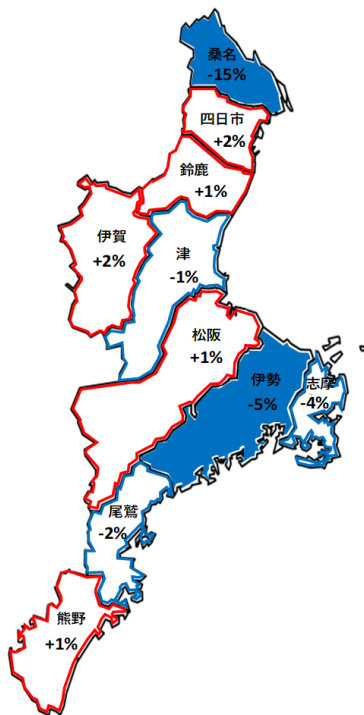 桑名
-15%
四日市
+2%
鈴鹿
+1%
伊賀
+2%
津
-1%
松阪
+1%
伊勢
-5%
志摩
-4%
尾鷲
-2%
熊野
+1%